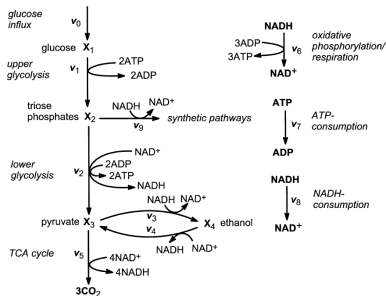 glucose
influx
v0
glucose X1
upper
glycolysis
v1
2ATP
2ADP
triose
phosphates X2
NADH
NAD+
v9
synthetic pathways
lower
glycolysis
v2
NAD+
2ADP
2ATP
NADH
pyruvate X3
v3
NADH
NAD+
v4
NADH
NAD+
X4 ethanol
TCA cycle
v5
4NAD+
4NADH
3CO2
NADH
3ADP
3ATP
v6
NAD+
oxidative
phosphorylation/
respiration
ATP
v7
ADP
ATP-
consumption
NADH
v8
NAD+
NADH-
consumption